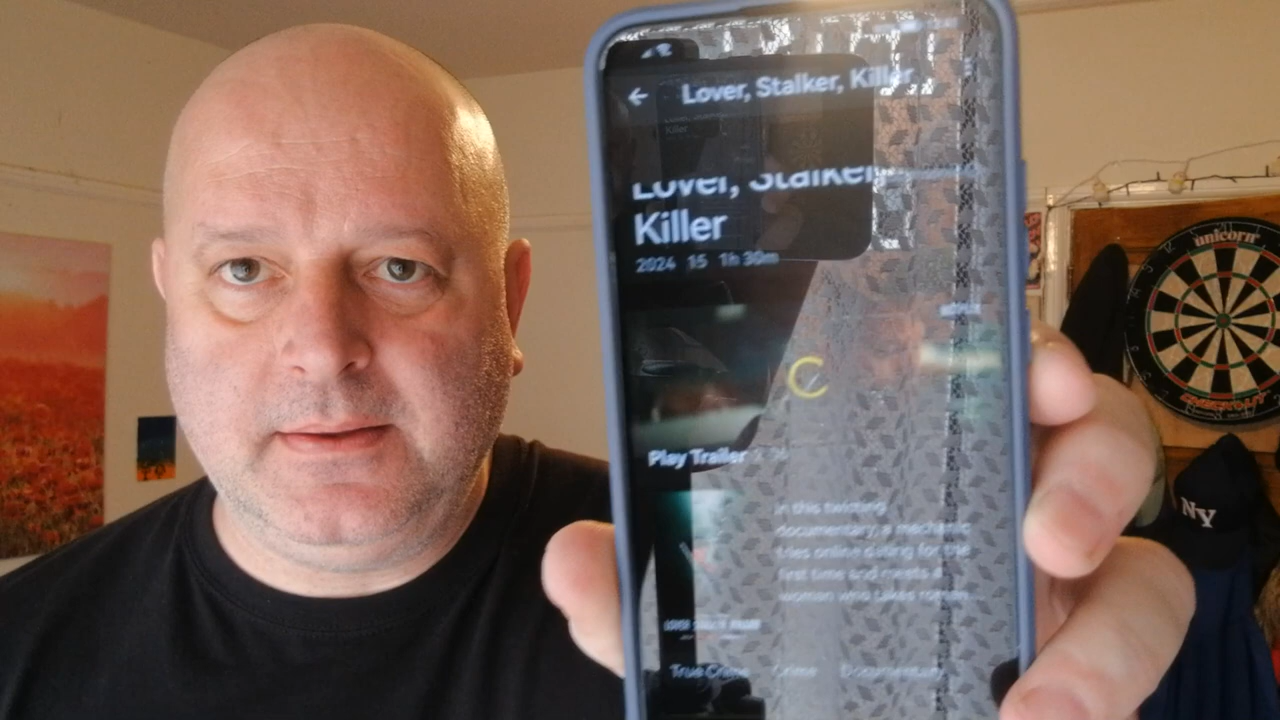 Lover, Stalker, Killer
Lover, Stalker,
Killer
2024 15 1h 30m
Play Trailer
In this twisting
documentary, a mechanic
tries online dating for the
first time and meets a
woman who takes roman...
True Crime Crime Documentary
unicorn
CHECKOUT
NY